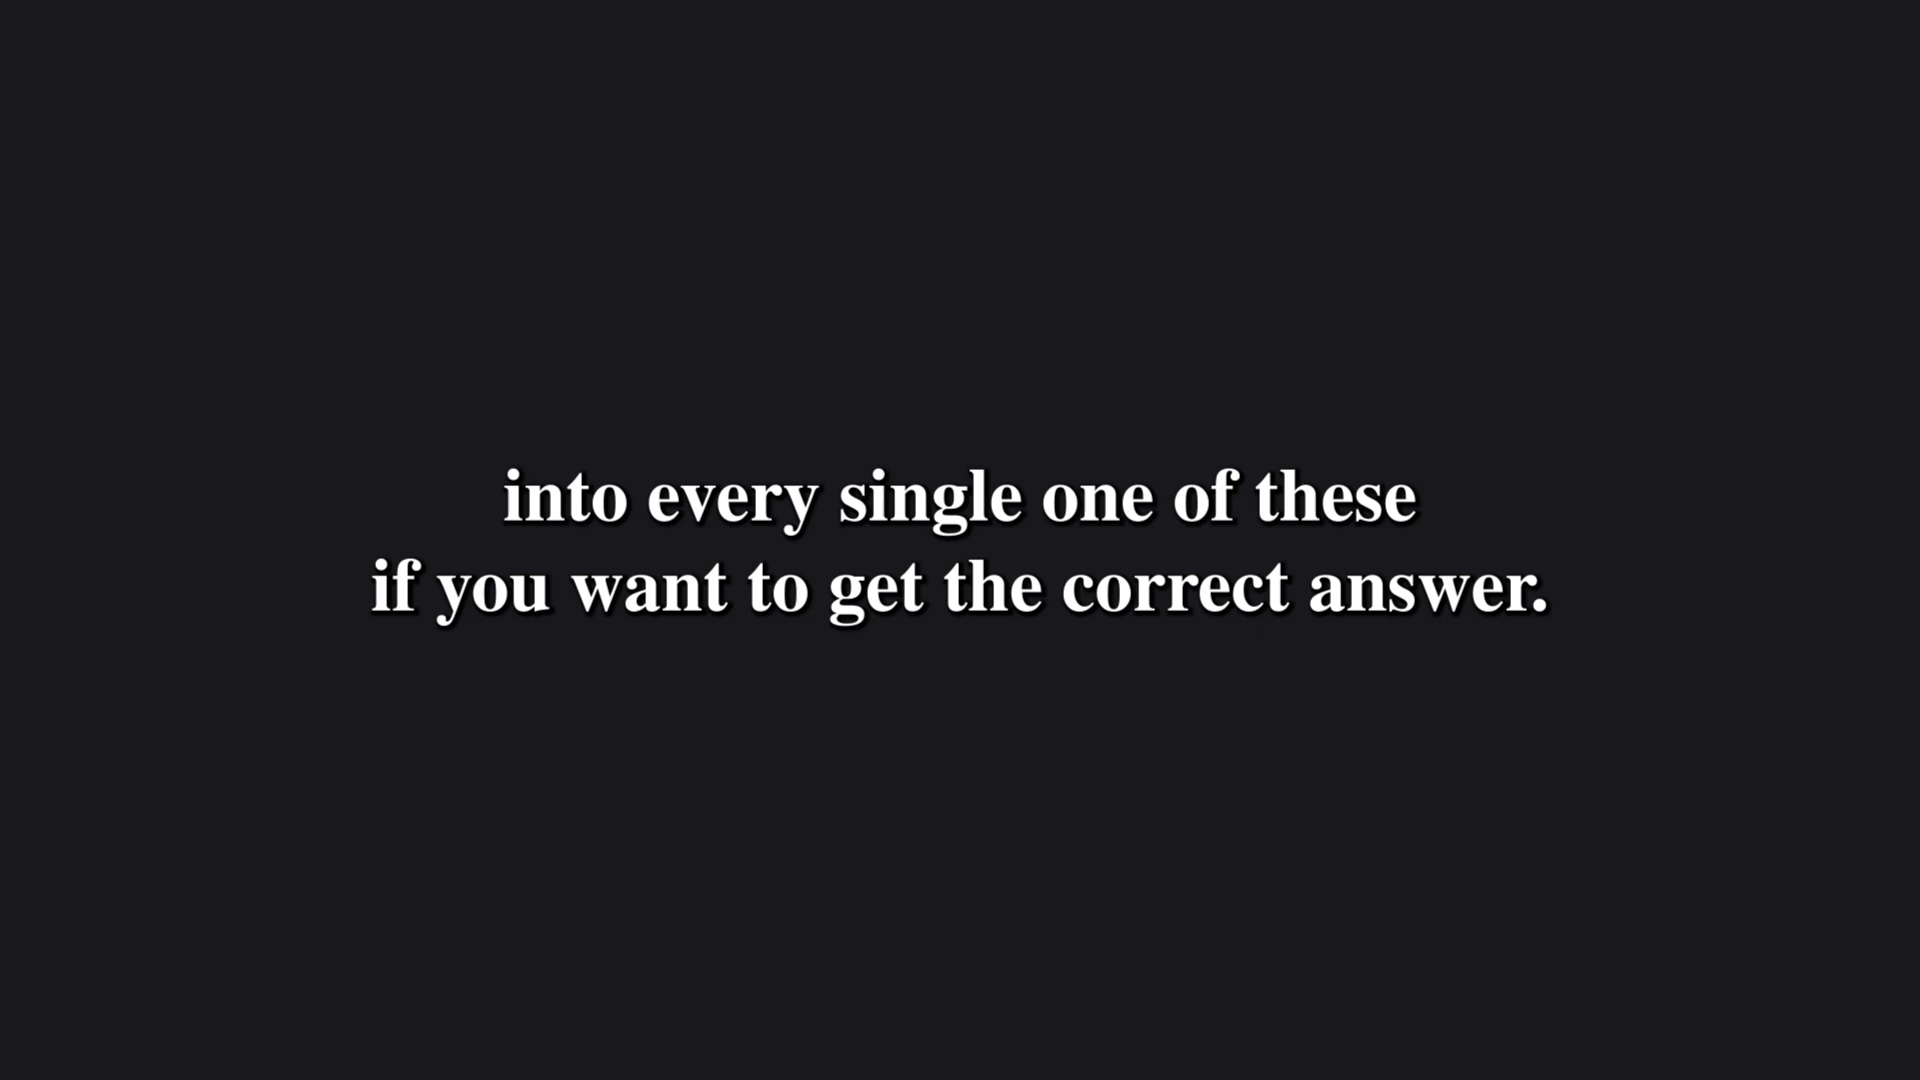 into every single one of these
if you want to get the correct answer.